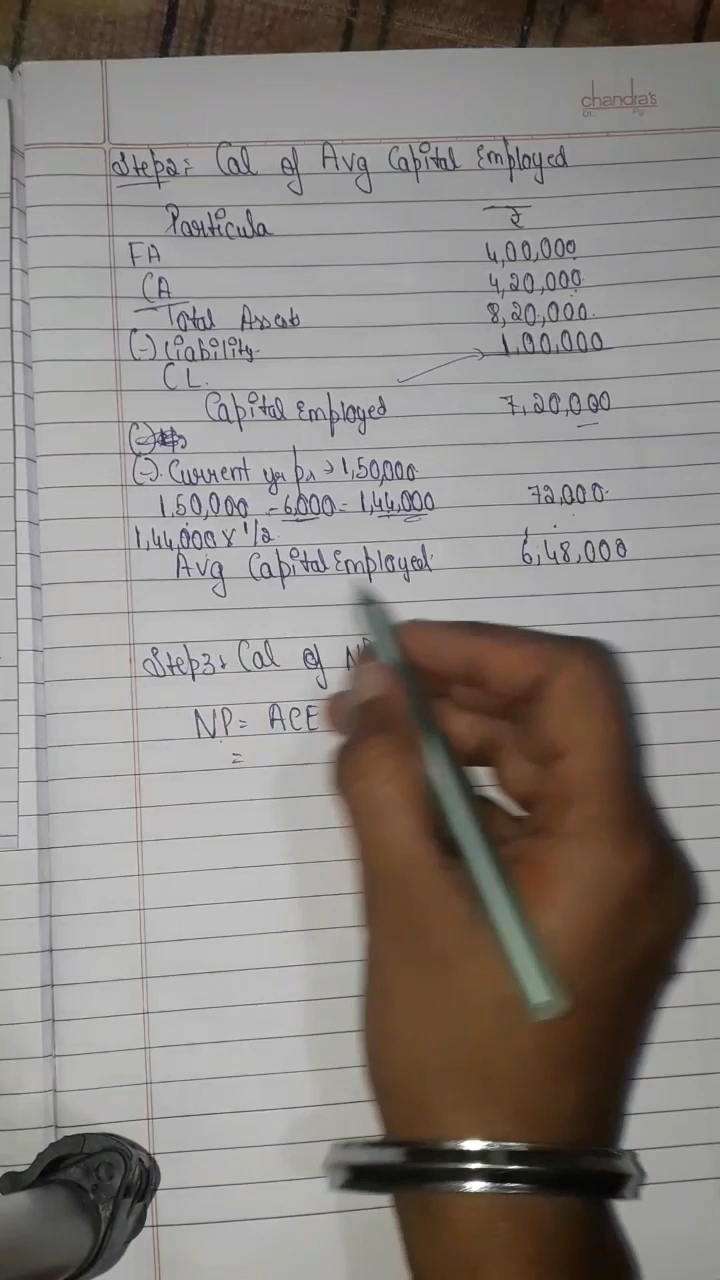 chandra's
Step2: Cal of Avg Capital Employed
Particula ₹
FA 4,00,000
CA 4,20,000
Total Asset 8,20,000.
(-) Liability. 1,00,000
CL.
Capital Employed 7,20,000
(-)
(-). Current yr 1,50,000.
1,50,000 - 6,000 = 1,44,000 72,000.
1,44,000 x 1/2
Avg Capital Employed. 6,48,000
Step3: Cal of
NP = ACE
=